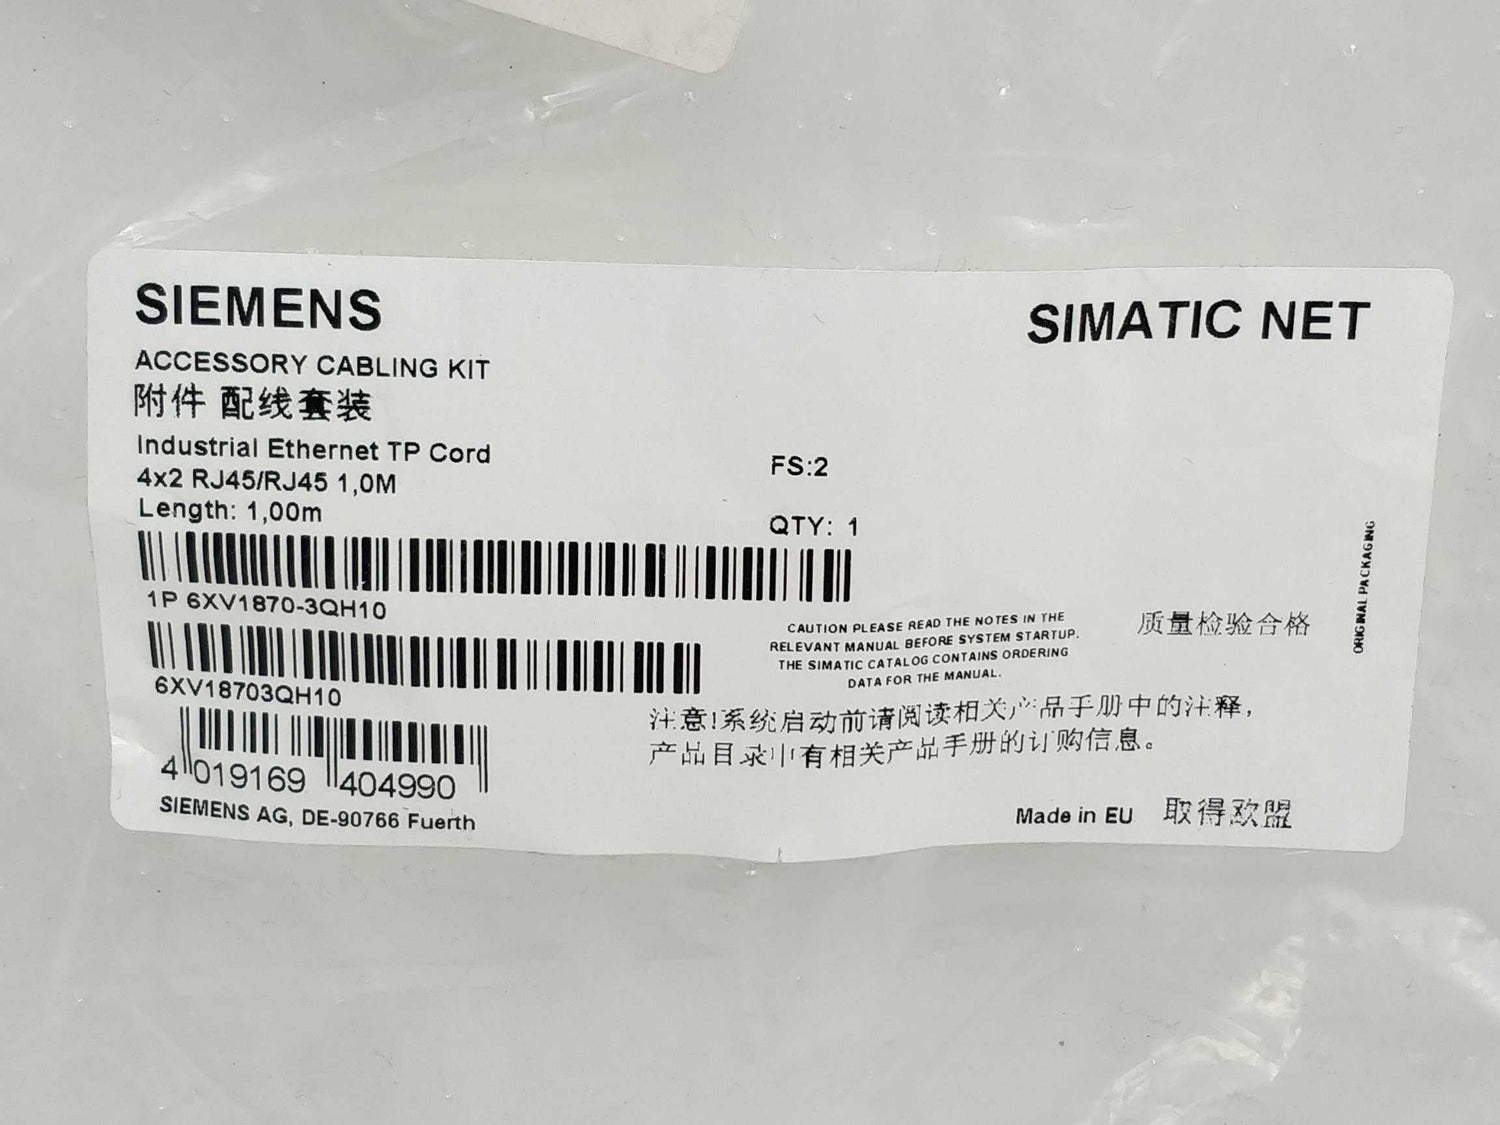 SIEMENS
SIMATIC NET
ACCESSORY CABLING KIT
附件 配线套装
Industrial Ethernet TP Cord
4x2 RJ45/RJ45 1,0M
Length: 1,00m
FS:2
QTY: 1
1P 6XV1870-3QH10
6XV18703QH10
4 019169 404990
SIEMENS AG, DE-90766 Fuerth
CAUTION PLEASE READ THE NOTES IN THE
RELEVANT MANUAL BEFORE SYSTEM STARTUP.
THE SIMATIC CATALOG CONTAINS ORDERING
DATA FOR THE MANUAL.
质量检验合格
ORIGINAL PACKAGING
注意!系统启动前请阅读相关产品手册中的注释,
产品目录中有相关产品手册的订购信息。
Made in EU 取得欧盟